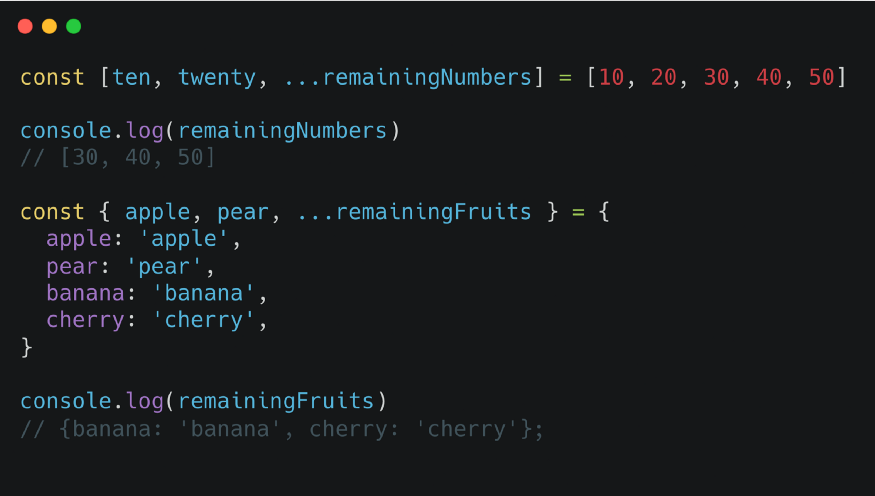 const [ten, twenty, ...remainingNumbers] = [10, 20, 30, 40, 50]
console.log(remainingNumbers)
// [30, 40, 50]
const { apple, pear, ...remainingFruits } = {
  apple: 'apple',
  pear: 'pear',
  banana: 'banana',
  cherry: 'cherry',
}
console.log(remainingFruits)
// {banana: 'banana', cherry: 'cherry'};